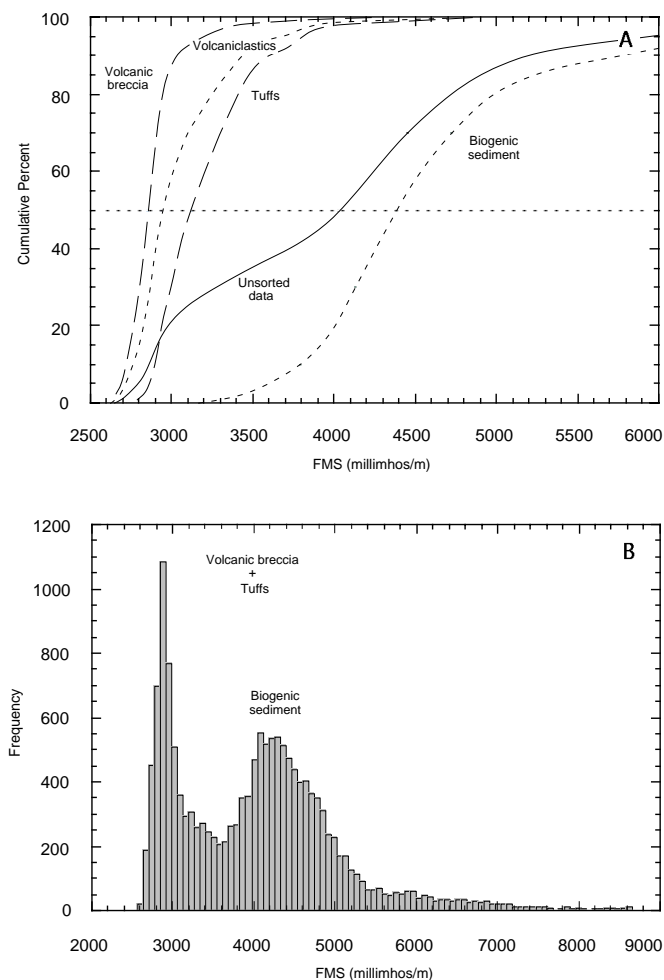 100
80
60
40
20
0
Cumulative Percent
A
Volcanic
breccia
Volcaniclastics
Tuffs
Biogenic
sediment
Unsorted
data
2500 3000 3500 4000 4500 5000 5500 6000
FMS (millimhos/m)
1200
1000
800
600
400
200
0
Frequency
B
Volcanic breccia
+
Tuffs
Biogenic
sediment
2000 3000 4000 5000 6000 7000 8000 9000
FMS (millimhos/m)